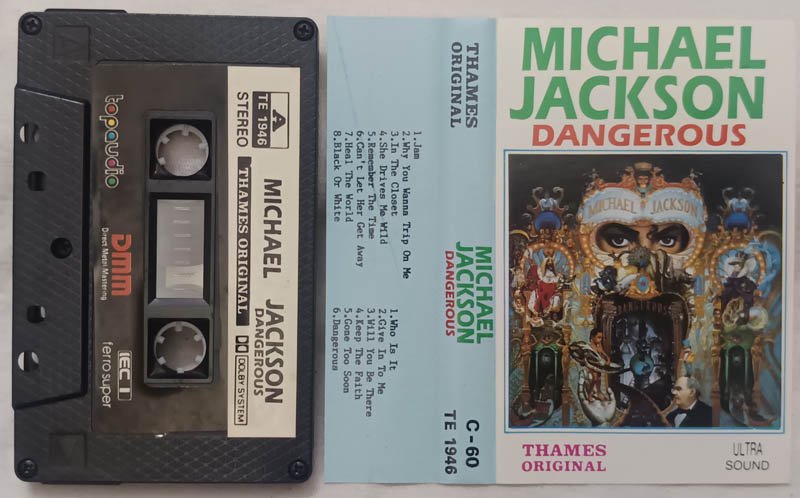 topaudio
DMM
Direct Metal Mastering
IEC I
ferro super
A
TE 1946
STEREO
THAMES ORIGINAL
MICHAEL JACKSON
DANGEROUS
DOLBY SYSTEM
THAMES
ORIGINAL
1.Jam
2.Why You Wanna Trip On Me
3.In The Closet
4.She Drives Me Wild
5.Remember The Time
6.Can't Let Her Get Away
7.Heal The World
8.Black Or White
MICHAEL
JACKSON
DANGEROUS
1.Who Is It
2.Give In To Me
3.Will You Be There
4.Keep The Faith
5.Gone Too Soon
6.Dangerous
C-60
TE 1946
MICHAEL
JACKSON
DANGEROUS
MICHAEL JACKSON
DANGEROUS
THAMES
ORIGINAL
ULTRA
SOUND